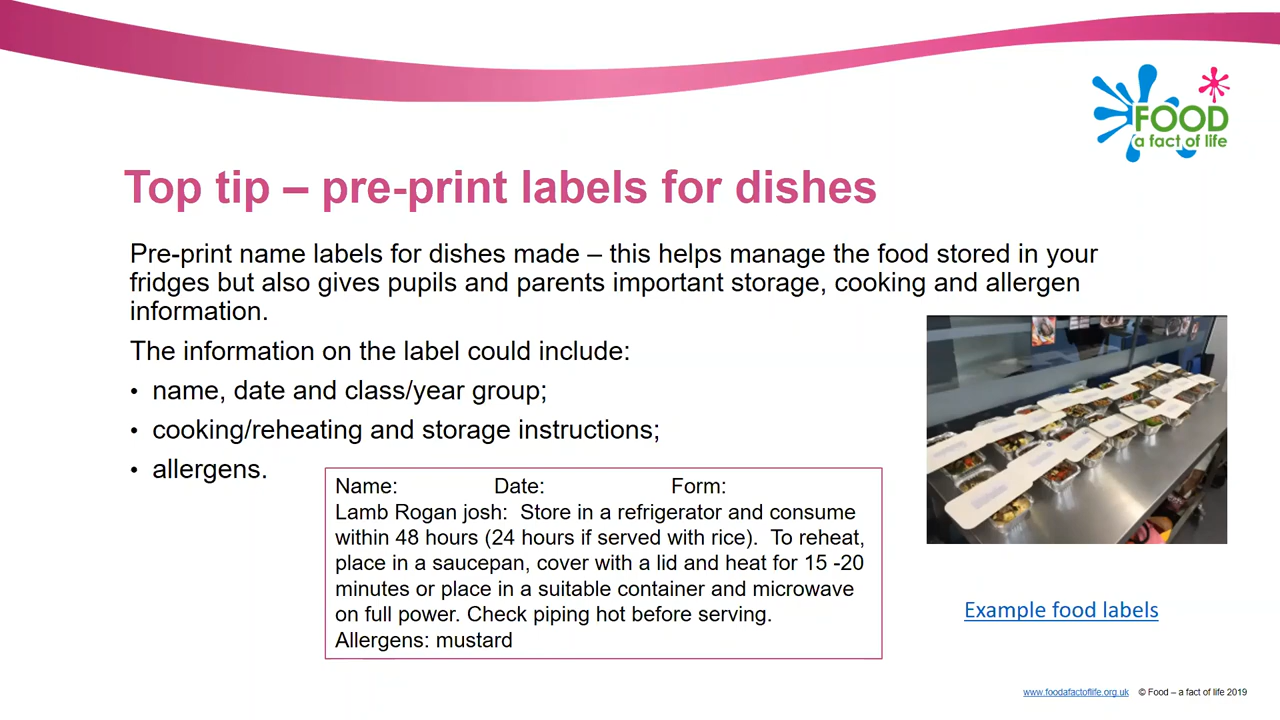 FOOD
a fact of life
Top tip – pre-print labels for dishes
Pre-print name labels for dishes made – this helps manage the food stored in your
fridges but also gives pupils and parents important storage, cooking and allergen
information.
The information on the label could include:
• name, date and class/year group;
• cooking/reheating and storage instructions;
• allergens.
Name: Date: Form:
Lamb Rogan josh: Store in a refrigerator and consume
within 48 hours (24 hours if served with rice). To reheat,
place in a saucepan, cover with a lid and heat for 15 -20
minutes or place in a suitable container and microwave
on full power. Check piping hot before serving.
Allergens: mustard
Example food labels
www.foodafactoflife.org.uk © Food – a fact of life 2019